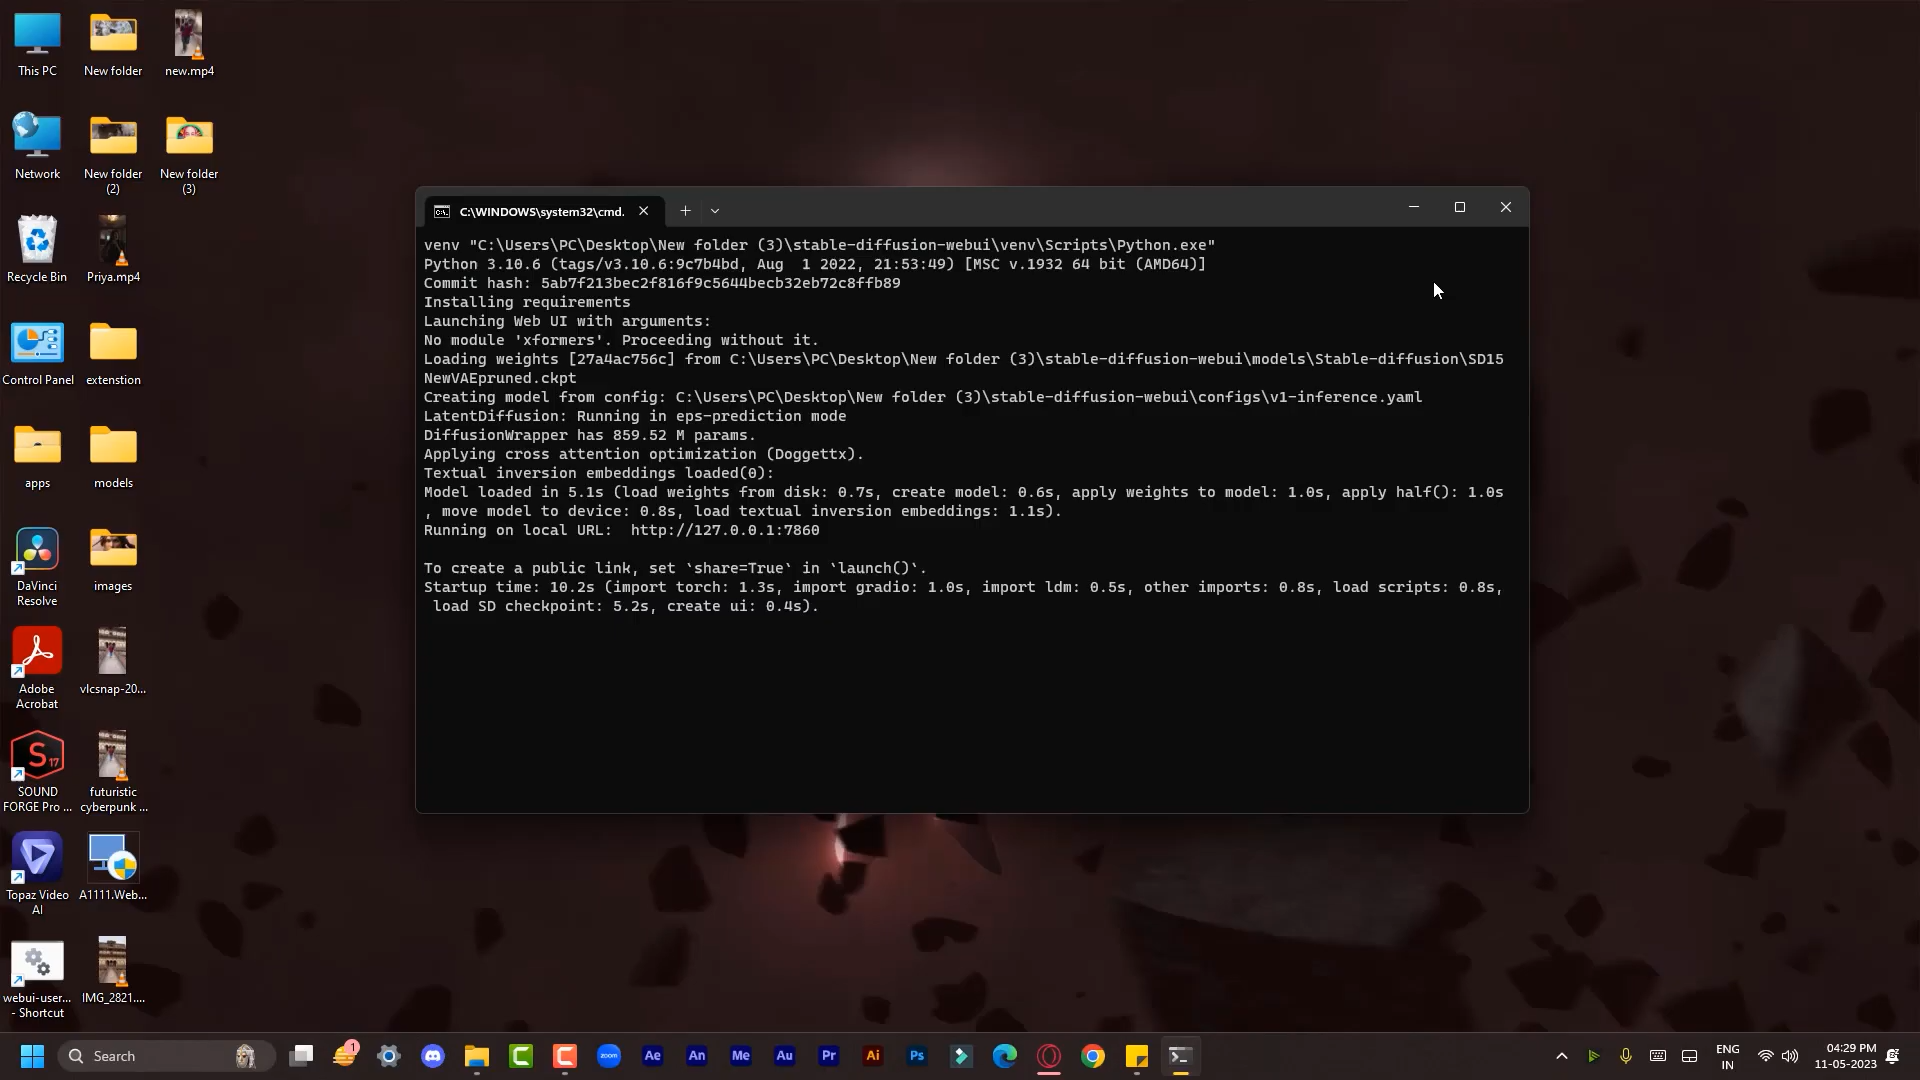 This PC
New folder
new.mp4
Network
New folder
(2)
New folder
(3)
Recycle Bin
Priya.mp4
Control Panel
extenstion
apps
models
DaVinci
Resolve
images
Adobe
Acrobat
vlcsnap-20...
SOUND
FORGE Pro ...
futuristic
cyberpunk ...
Topaz Video
AI
A1111.Web...
webui-user...
- Shortcut
IMG_2821....
C:\WINDOWS\system32\cmd.
venv "C:\Users\PC\Desktop\New folder (3)\stable-diffusion-webui\venv\Scripts\Python.exe"
Python 3.10.6 (tags/v3.10.6:9c7b4bd, Aug  1 2022, 21:53:49) [MSC v.1932 64 bit (AMD64)]
Commit hash: 5ab7f213bec2f816f9c5644becb32eb72c8ffb89
Installing requirements
Launching Web UI with arguments:
No module 'xformers'. Proceeding without it.
Loading weights [27a4ac756c] from C:\Users\PC\Desktop\New folder (3)\stable-diffusion-webui\models\Stable-diffusion\SD15
NewVAEpruned.ckpt
Creating model from config: C:\Users\PC\Desktop\New folder (3)\stable-diffusion-webui\configs\v1-inference.yaml
LatentDiffusion: Running in eps-prediction mode
DiffusionWrapper has 859.52 M params.
Applying cross attention optimization (Doggettx).
Textual inversion embeddings loaded(0):
Model loaded in 5.1s (load weights from disk: 0.7s, create model: 0.6s, apply weights to model: 1.0s, apply half(): 1.0s
, move model to device: 0.8s, load textual inversion embeddings: 1.1s).
Running on local URL:  http://127.0.0.1:7860
To create a public link, set `share=True` in `launch()`.
Startup time: 10.2s (import torch: 1.3s, import gradio: 1.0s, import ldm: 0.5s, other imports: 0.8s, load scripts: 0.8s,
 load SD checkpoint: 5.2s, create ui: 0.4s).
Search
1
zoom
Ae
An
Me
Au
Pr
Ai
Ps
ENG
IN
04:29 PM
11-05-2023